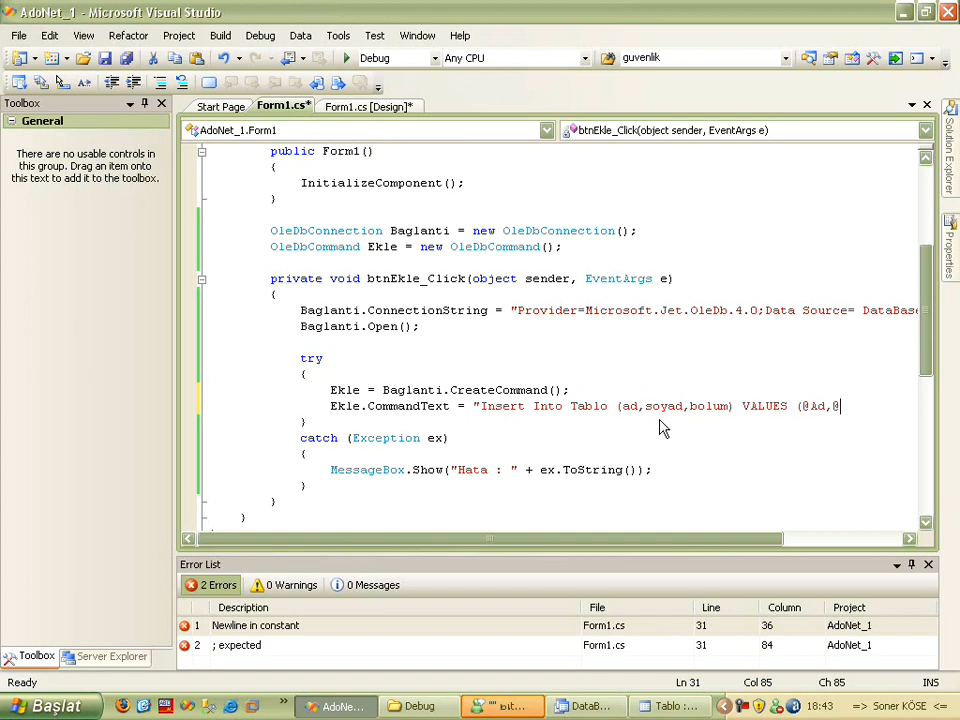 AdoNet_1 - Microsoft Visual Studio
File Edit View Refactor Project Build Debug Data Tools Test Window Help
Debug Any CPU guvenlik
Toolbox
General
There are no usable controls in
this group. Drag an item onto
this text to add it to the toolbox.
Start Page Form1.cs* Form1.cs [Design]*
AdoNet_1.Form1 btnEkle_Click(object sender, EventArgs e)
public Form1()
{
InitializeComponent();
}
OleDbConnection Baglanti = new OleDbConnection();
OleDbCommand Ekle = new OleDbCommand();
private void btnEkle_Click(object sender, EventArgs e)
{
Baglanti.ConnectionString = "Provider=Microsoft.Jet.OleDb.4.0;Data Source= DataBase
Baglanti.Open();
try
{
Ekle = Baglanti.CreateCommand();
Ekle.CommandText = "Insert Into Tablo (ad,soyad,bolum) VALUES (@Ad,@
}
catch (Exception ex)
{
MessageBox.Show("Hata : " + ex.ToString());
}
}
}
Solution Explorer
Properties
Error List
2 Errors 0 Warnings 0 Messages
Description File Line Column Project
1 Newline in constant Form1.cs 31 36 AdoNet_1
2 ; expected Form1.cs 31 84 AdoNet_1
Toolbox Server Explorer
Ready Ln 31 Col 85 Ch 85 INS
Başlat » AdoNe... Debug "" bit... DataB... Tablo :... 18:43 => Soner KÖSE